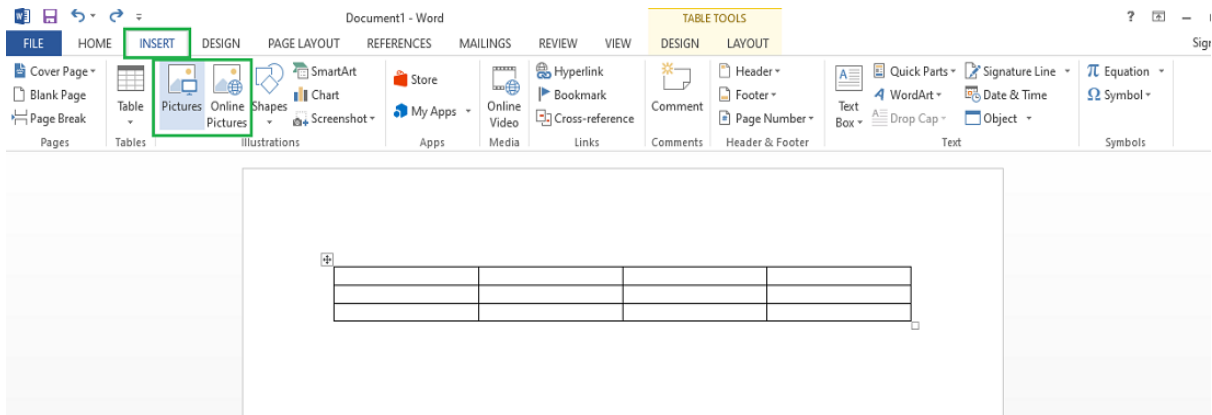 Document1 - Word
TABLE TOOLS
?
FILE HOME INSERT DESIGN PAGE LAYOUT REFERENCES MAILINGS REVIEW VIEW DESIGN LAYOUT
Cover Page
Blank Page
Page Break
Pages
Table
Tables
Pictures
Online
Pictures
Shapes
SmartArt
Chart
Screenshot
Illustrations
Store
My Apps
Apps
Online
Video
Media
Hyperlink
Bookmark
Cross-reference
Links
Comment
Comments
Header
Footer
Page Number
Header & Footer
Text
Box
Quick Parts
WordArt
Drop Cap
Signature Line
Date & Time
Object
Text
π Equation
Ω Symbol
Symbols